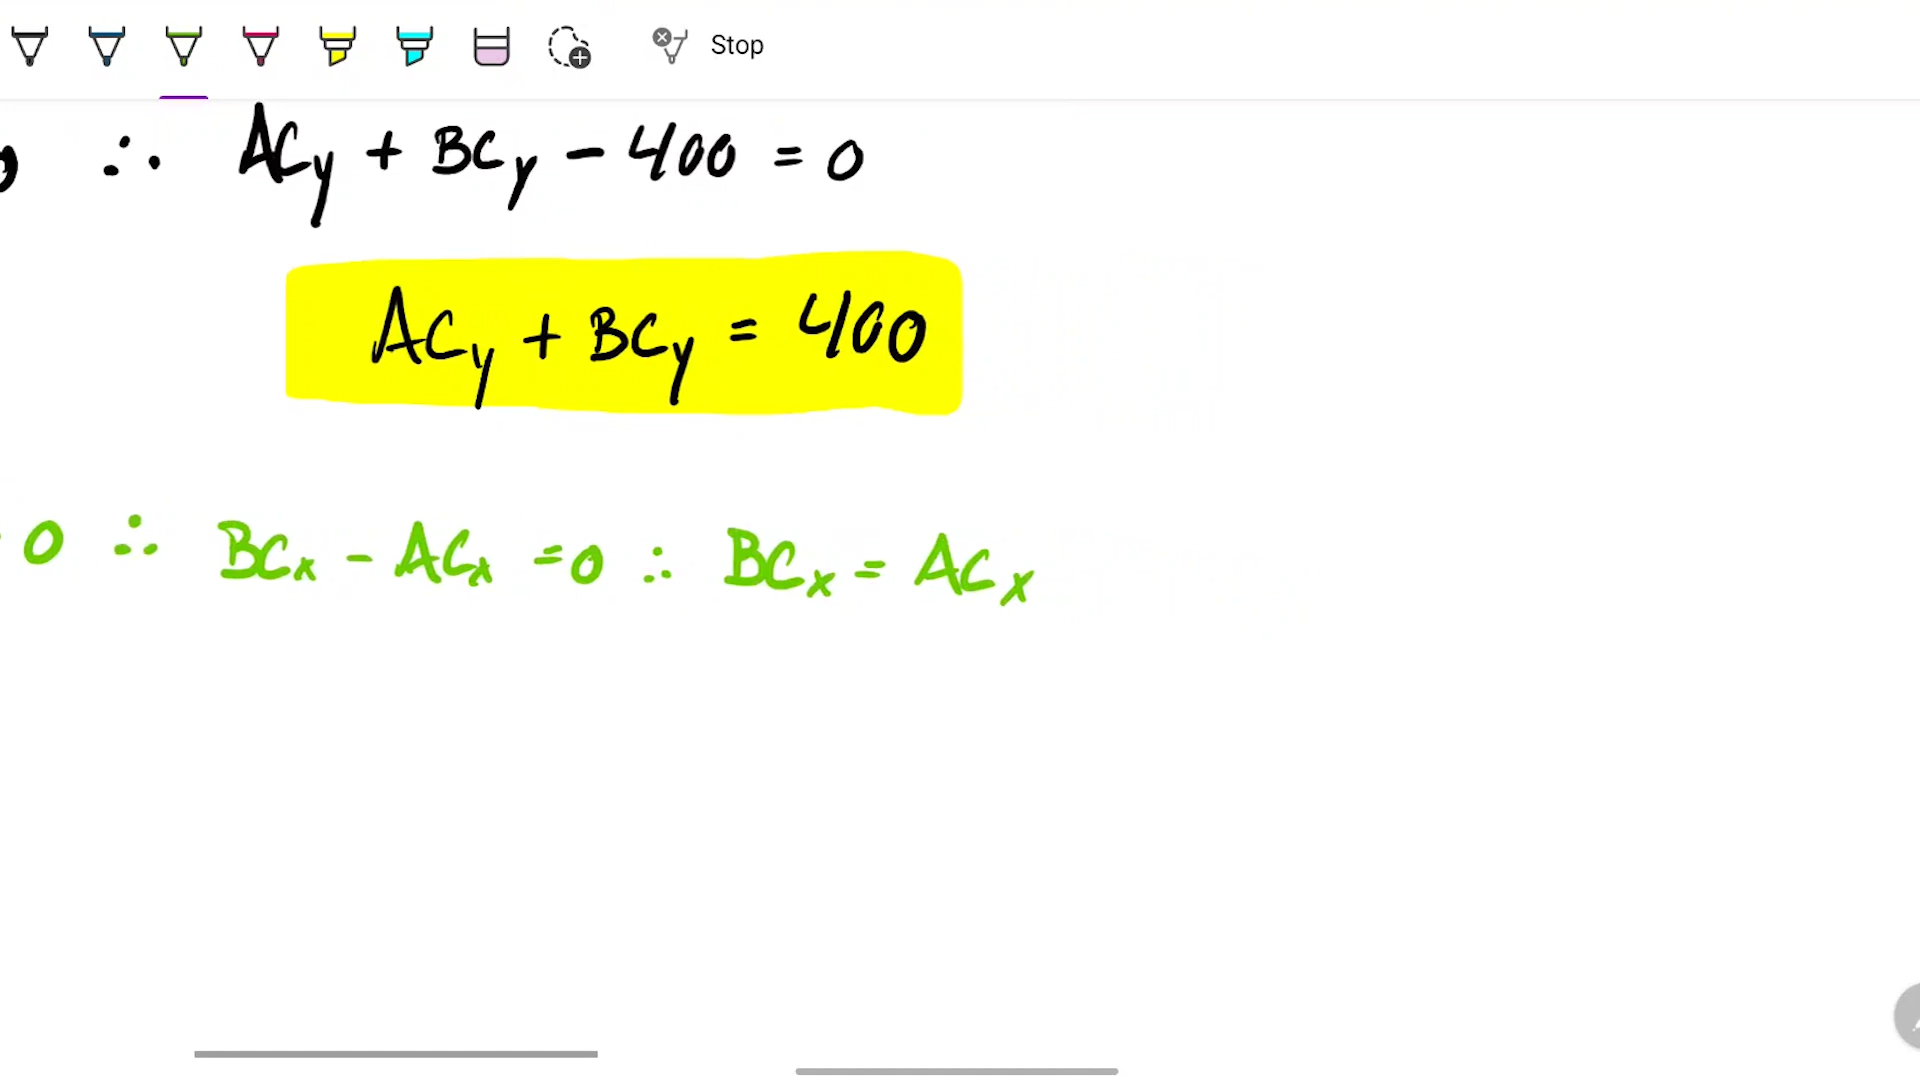 Stop
∴ ACy + BCy - 400 = 0
ACy + BCy = 400
0 ∴ BCx - ACx = 0 ∴ BCx = ACx